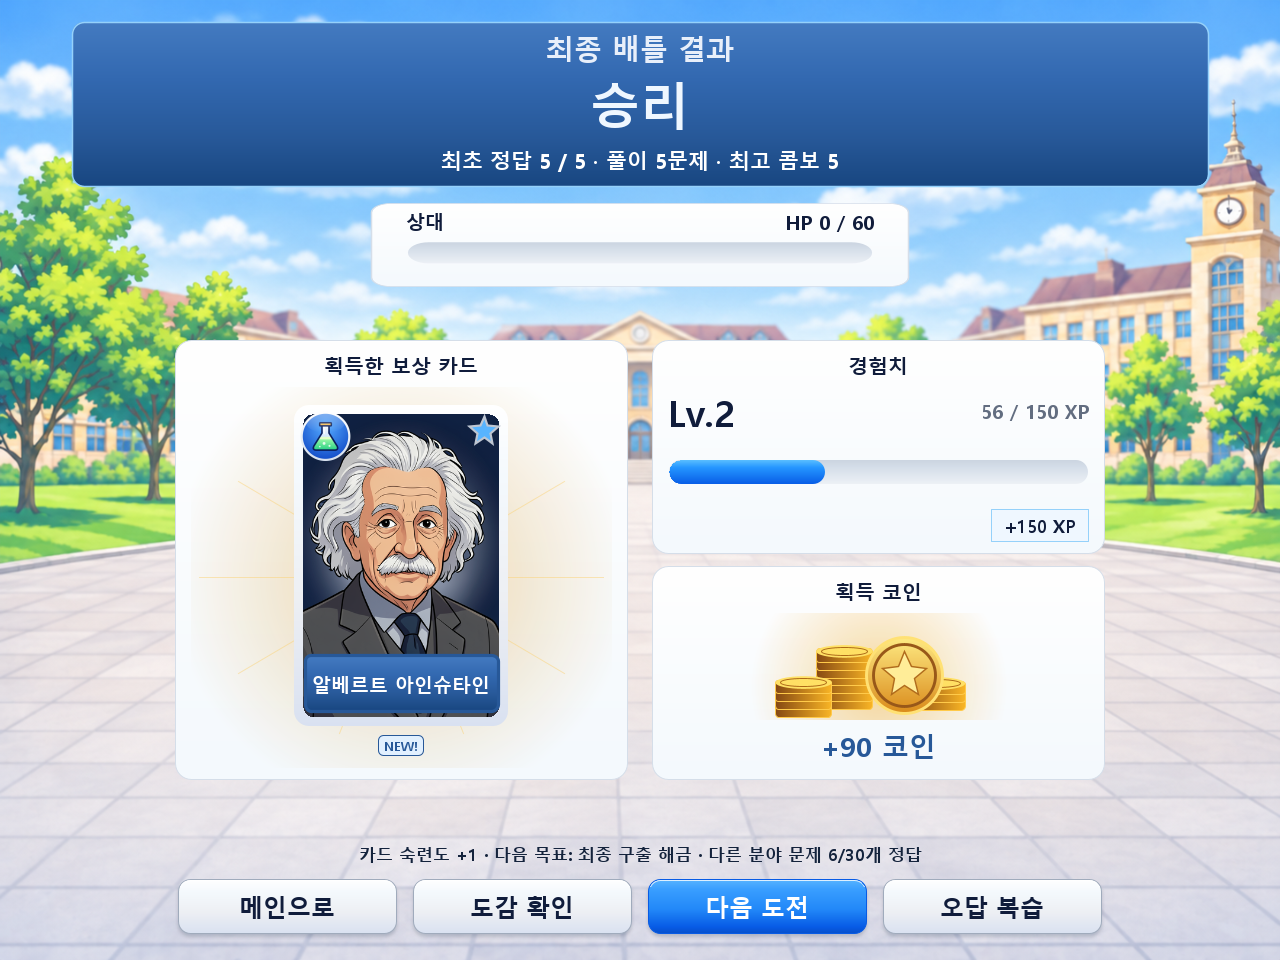 최종 배틀 결과
승리
최초 정답 5 / 5 · 풀이 5문제 · 최고 콤보 5
상대
HP 0 / 60
획득한 보상 카드
알베르트 아인슈타인
NEW!
경험치
Lv.2
56 / 150 XP
+150 XP
획득 코인
+90 코인
카드 숙련도 +1 · 다음 목표: 최종 구출 해금 · 다른 분야 문제 6/30개 정답
메인으로
도감 확인
다음 도전
오답 복습